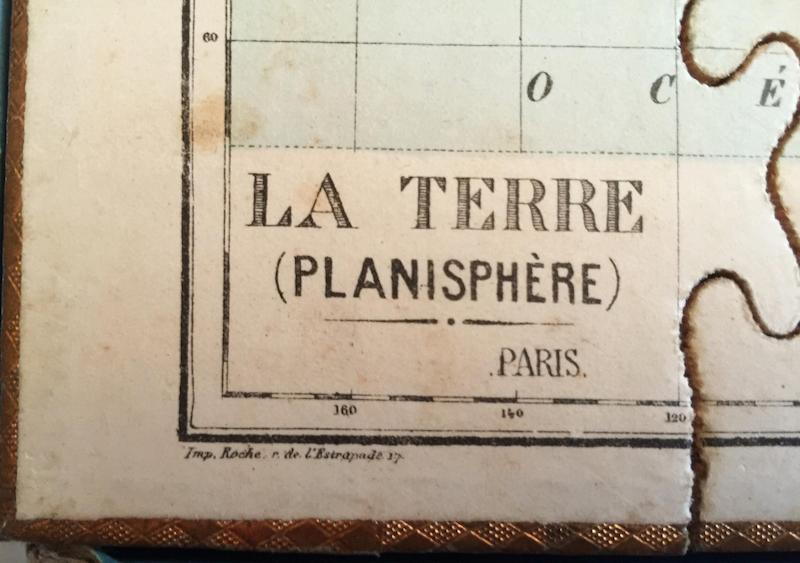 60
O C É
LA TERRE
(PLANISPHÈRE)
.PARIS.
160 140 120
Imp. Roche, r. de l'Estrapade 17.